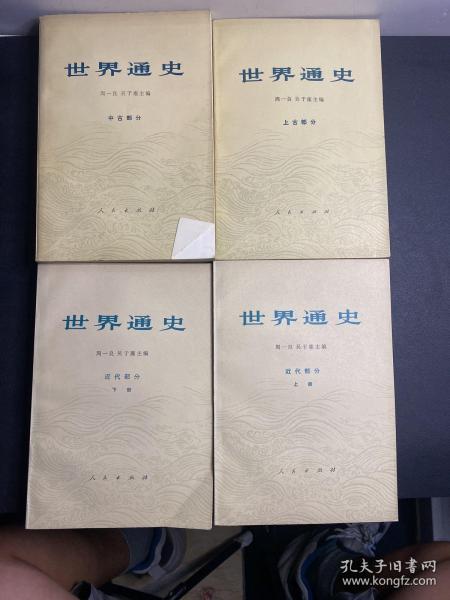 世界通史
周一良 吴于廑主编
中古部分
人民出版社
世界通史
周一良 吴于廑主编
上古部分
人民出版社
世界通史
周一良 吴于廑主编
近代部分
下册
人民出版社
世界通史
周一良 吴于廑主编
近代部分
上册
人民出版社
孔夫子旧书网
www.kongfz.com